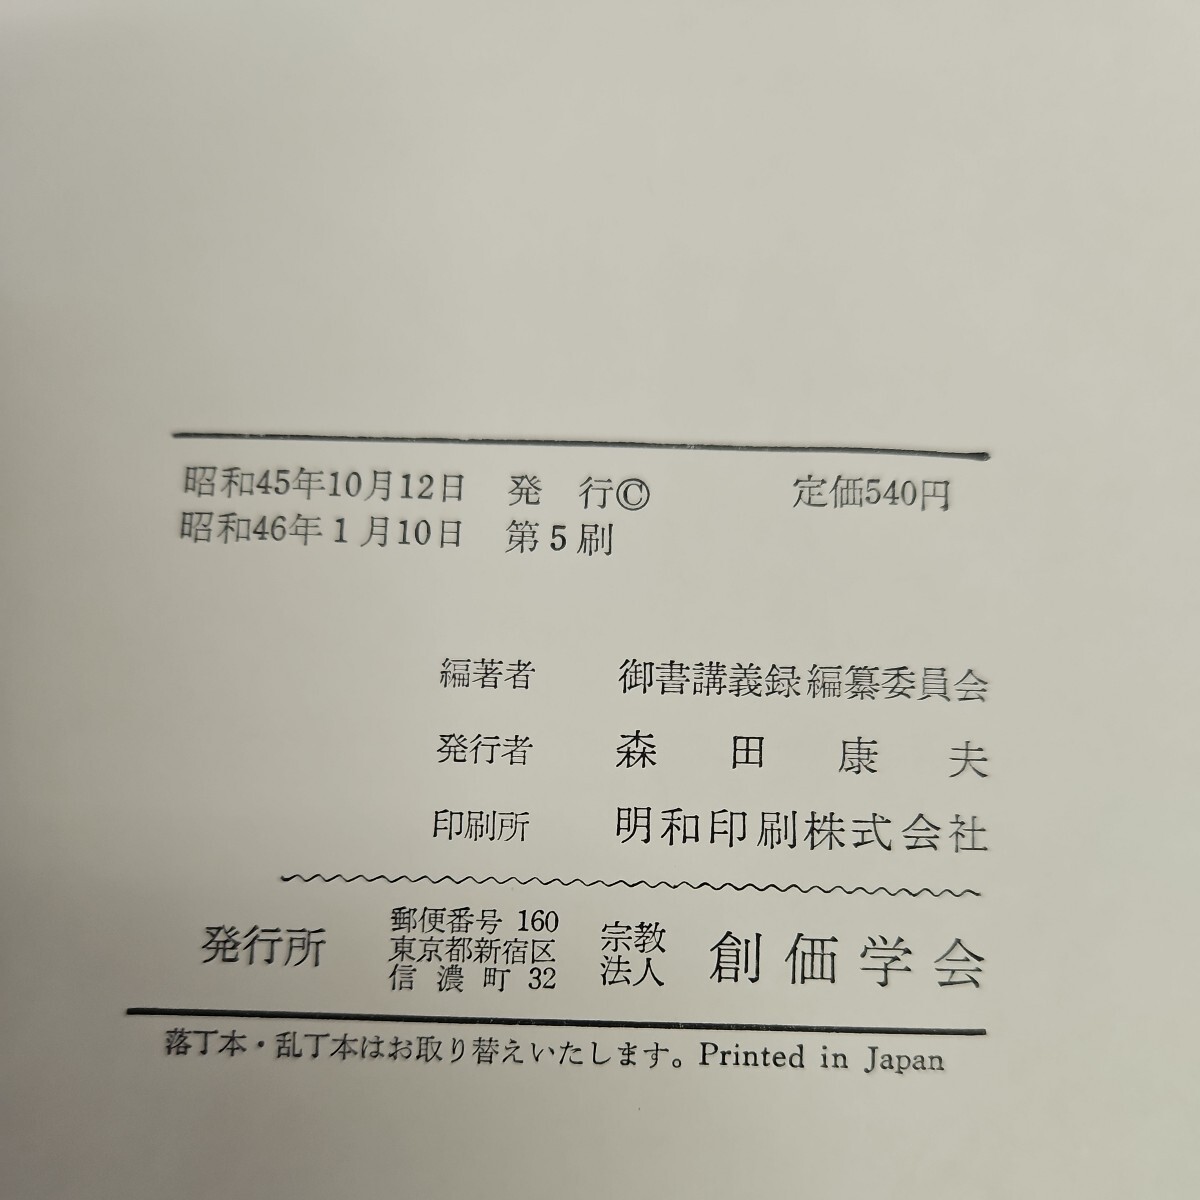 昭和45年10月12日 発 行© 定価540円
昭和46年1月10日 第5刷
編著者 御書講義録編纂委員会
発行者 森田康夫
印刷所 明和印刷株式会社
発行所
郵便番号 160
東京都新宿区
信濃町 32
宗教
法人
創価学会
落丁本・乱丁本はお取り替えいたします。Printed in Japan